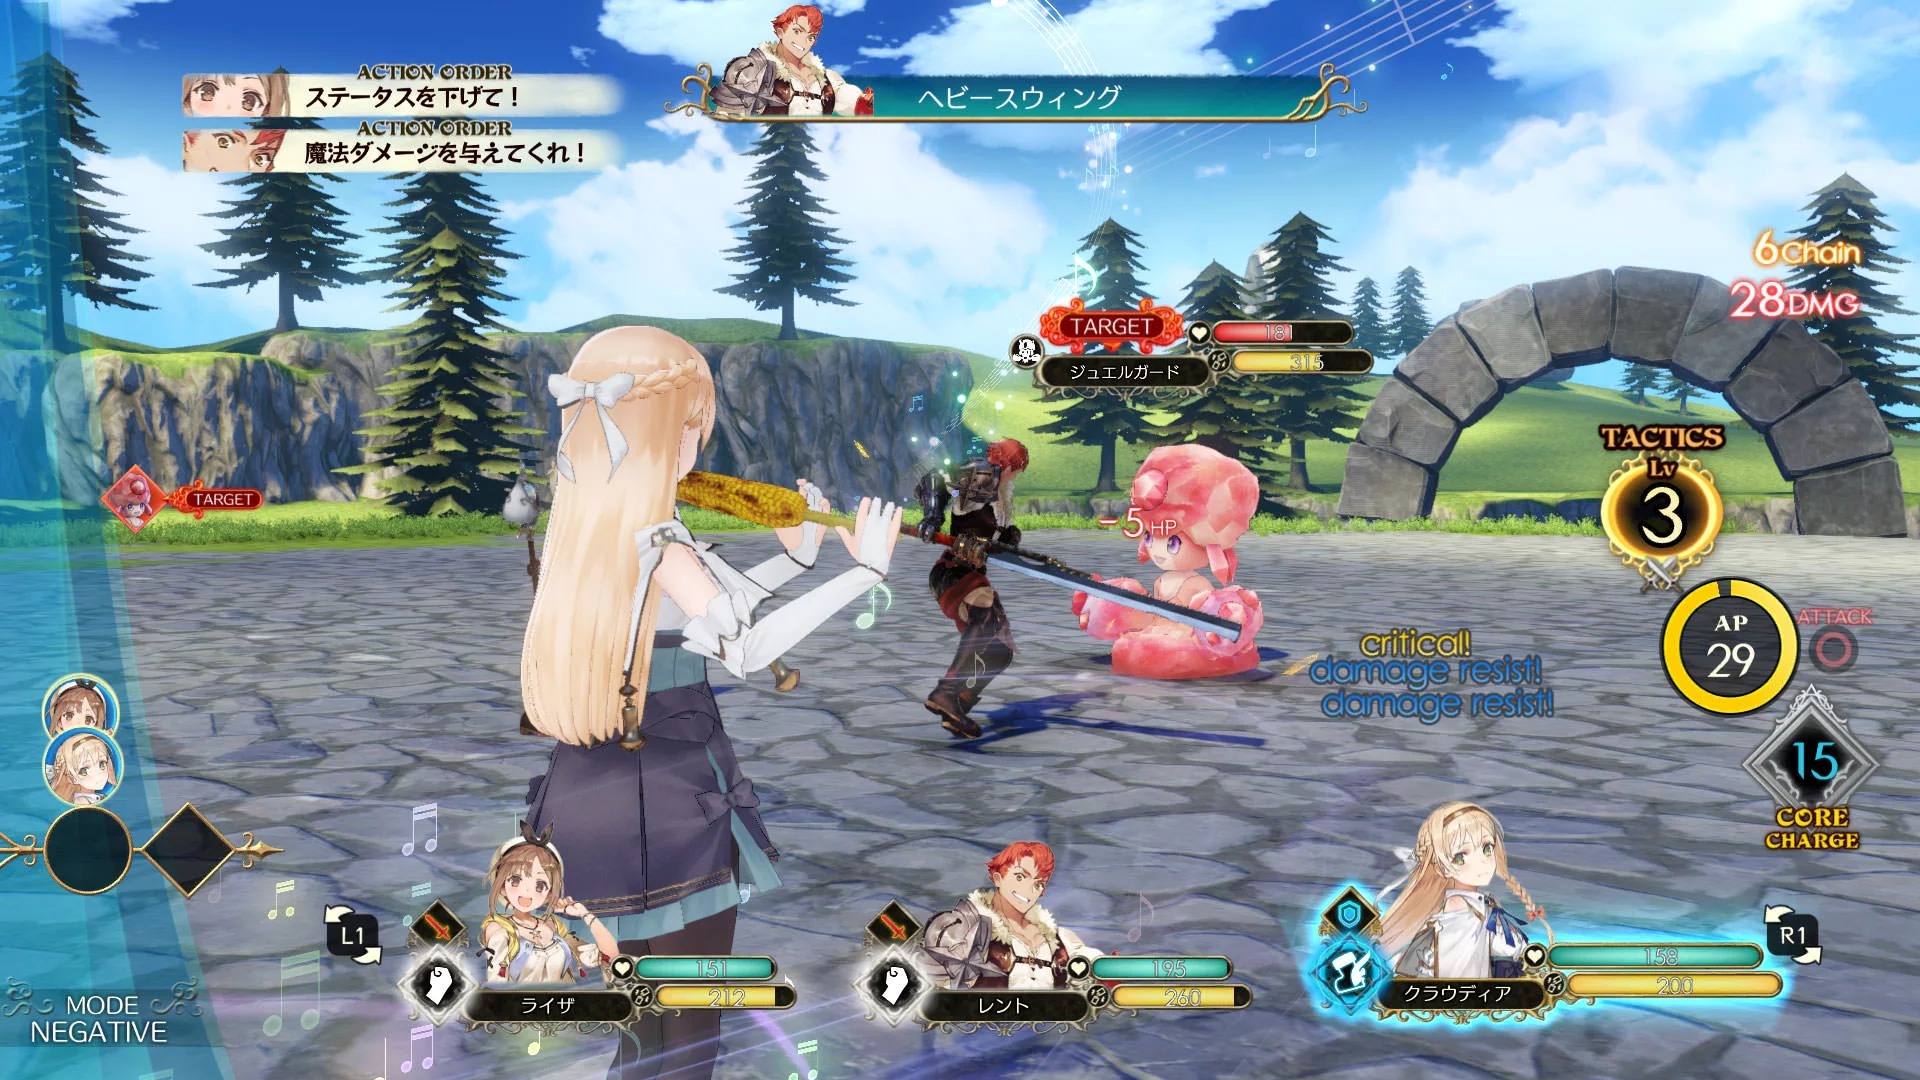 ACTION ORDER
ステータスを下げて！
ACTION ORDER
魔法ダメージを与えてくれ！
ヘビースウィング
6Chain
28DMG
TARGET
181
ジュエルガード
315
TARGET
-5HP
TACTICS
Lv
3
critical!
damage resist!
damage resist!
AP
29
ATTACK
15
CORE
CHARGE
L1
R1
151
ライザ
212
195
レント
260
158
クラウディア
200
MODE
NEGATIVE